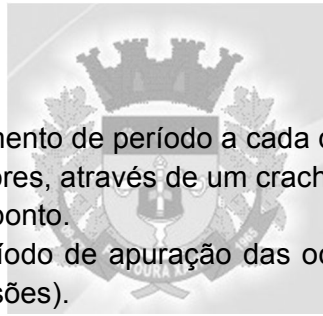 mento de período a cada
ores, através de um crach
ponto.
íodo de apuração das oc
sões).